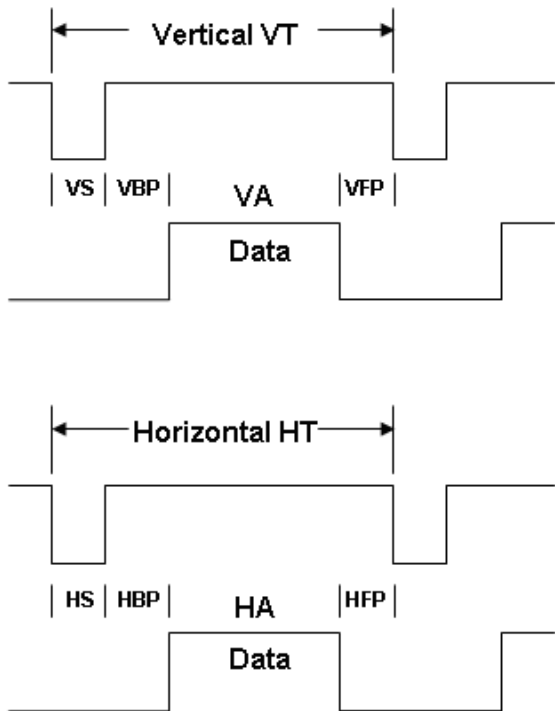 Vertical VT
VS VBP VA VFP
Data
Horizontal HT
HS HBP HA HFP
Data